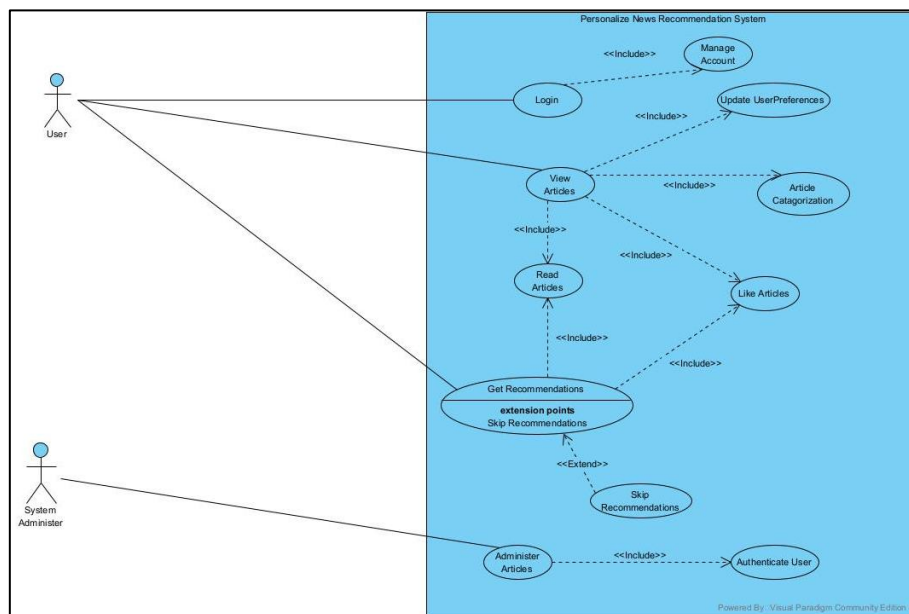 Personalize News Recommendation System
<<Include>>
Manage
Account
Login
Update UserPreferences
<<Include>>
User
View
Articles
<<Include>>
Article
Catagorization
<<Include>>
<<Include>>
Read
Articles
Like Articles
<<Include>>
<<Include>>
Get Recommendations
extension points
Skip Recommendations
<<Extend>>
Skip
Recommendations
System
Administer
Administer
Articles
<<Include>>
Authenticate User
Powered By: Visual Paradigm Community Edition